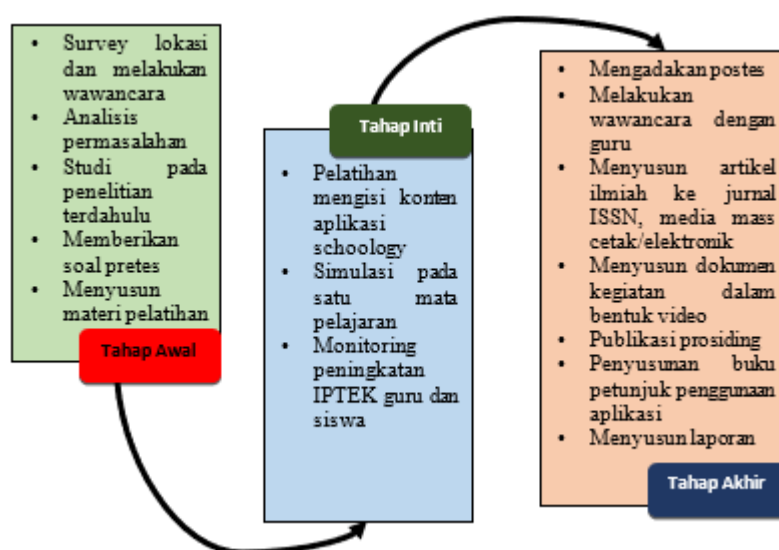 • Survey lokasi
dan melakukan
wawancara
• Analisis
permasalahan
• Studi pada
penelitian
terdahulu
• Memberikan
soal pretes
• Menyusun
materi pelatihan
Tahap Awal
Tahap Inti
• Pelatihan
mengisi konten
aplikasi
schoology
• Simulasi pada
satu mata
pelajaran
• Monitoring
peningkatan
IPTEK guru dan
siswa
• Mengadakan postes
• Melakukan
wawancara dengan
guru
• Menyusun artikel
ilmiah ke jurnal
ISSN, media mass
cetak/elektronik
• Menyusun dokumen
kegiatan dalam
bentuk video
• Publikasi prosiding
• Penyusunan buku
petunjuk penggunaan
aplikasi
• Menyusun laporan
Tahap Akhir